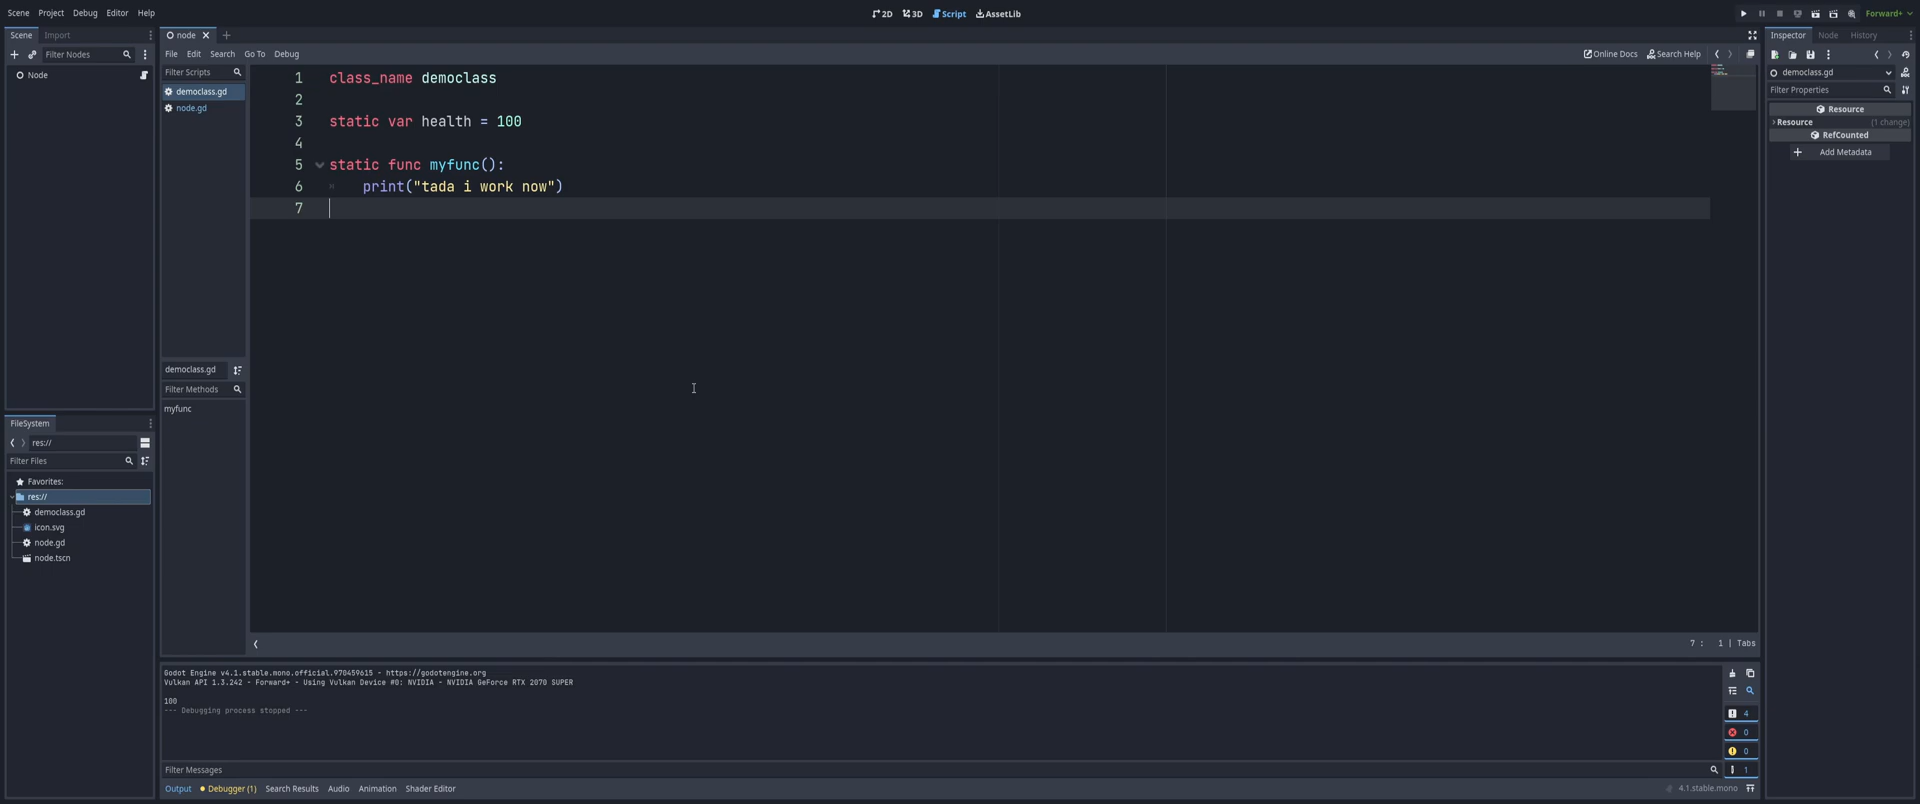 Scene Project Debug Editor Help
2D 3D Script AssetLib
Forward+
Scene Import
Filter Nodes
Node
node
File Edit Search Go To Debug
Online Docs Search Help
Filter Scripts
democlass.gd
node.gd
democlass.gd
Filter Methods
myfunc
1 class_name democlass
2
3 static var health = 100
4
5 static func myfunc():
6 print("tada i work now")
7
7 : 1 | Tabs
FileSystem
res://
Filter Files
Favorites:
res://
democlass.gd
icon.svg
node.gd
node.tscn
Godot Engine v4.1.stable.mono.official.970459615 - https://godotengine.org
Vulkan API 1.3.242 - Forward+ - Using Vulkan Device #0: NVIDIA - NVIDIA GeForce RTX 2070 SUPER
100
--- Debugging process stopped ---
4
0
0
1
Filter Messages
Output Debugger (1) Search Results Audio Animation Shader Editor
4.1.stable.mono
Inspector Node History
democlass.gd
Filter Properties
Resource
Resource (1 change)
RefCounted
Add Metadata